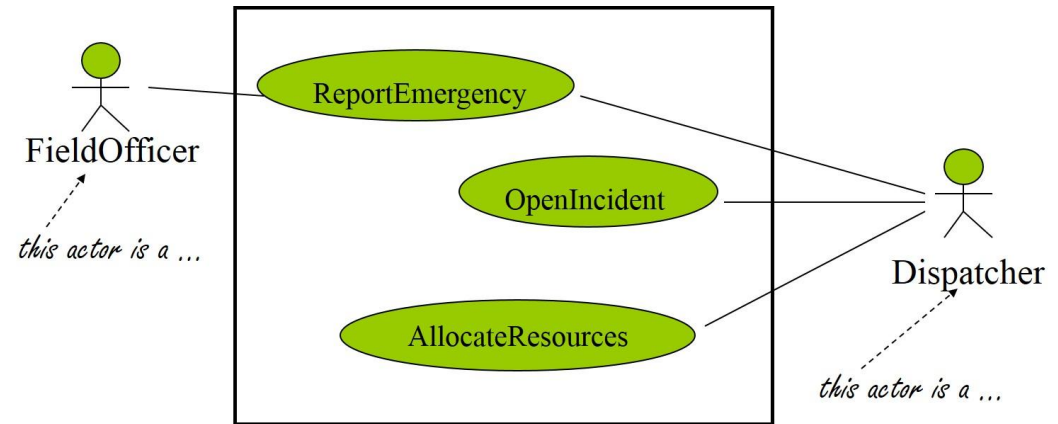 ReportEmergency
FieldOfficer
OpenIncident
this actor is a ...
Dispatcher
AllocateResources
this actor is a ...